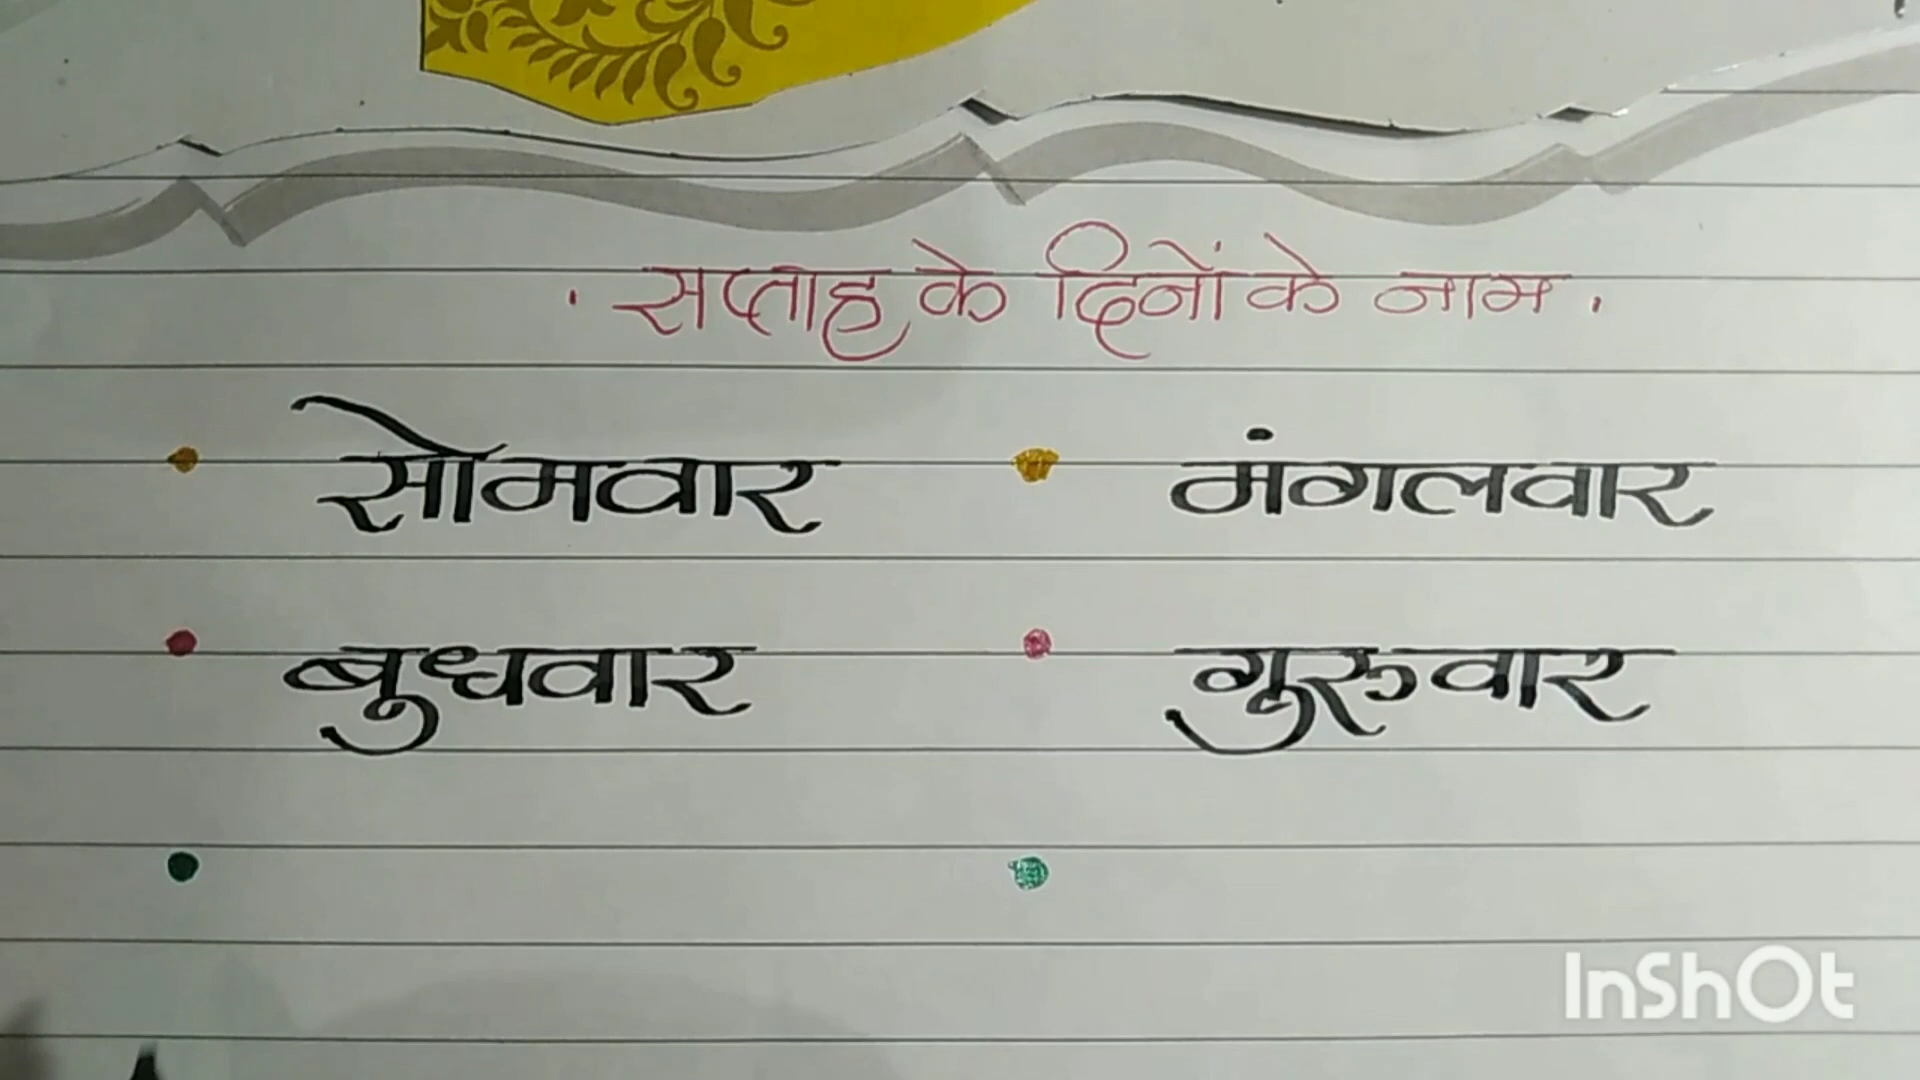 . सप्ताह के दिनों के नाम .
सोमवार मंगलवार
बुधवार गुरुवार
InShOt